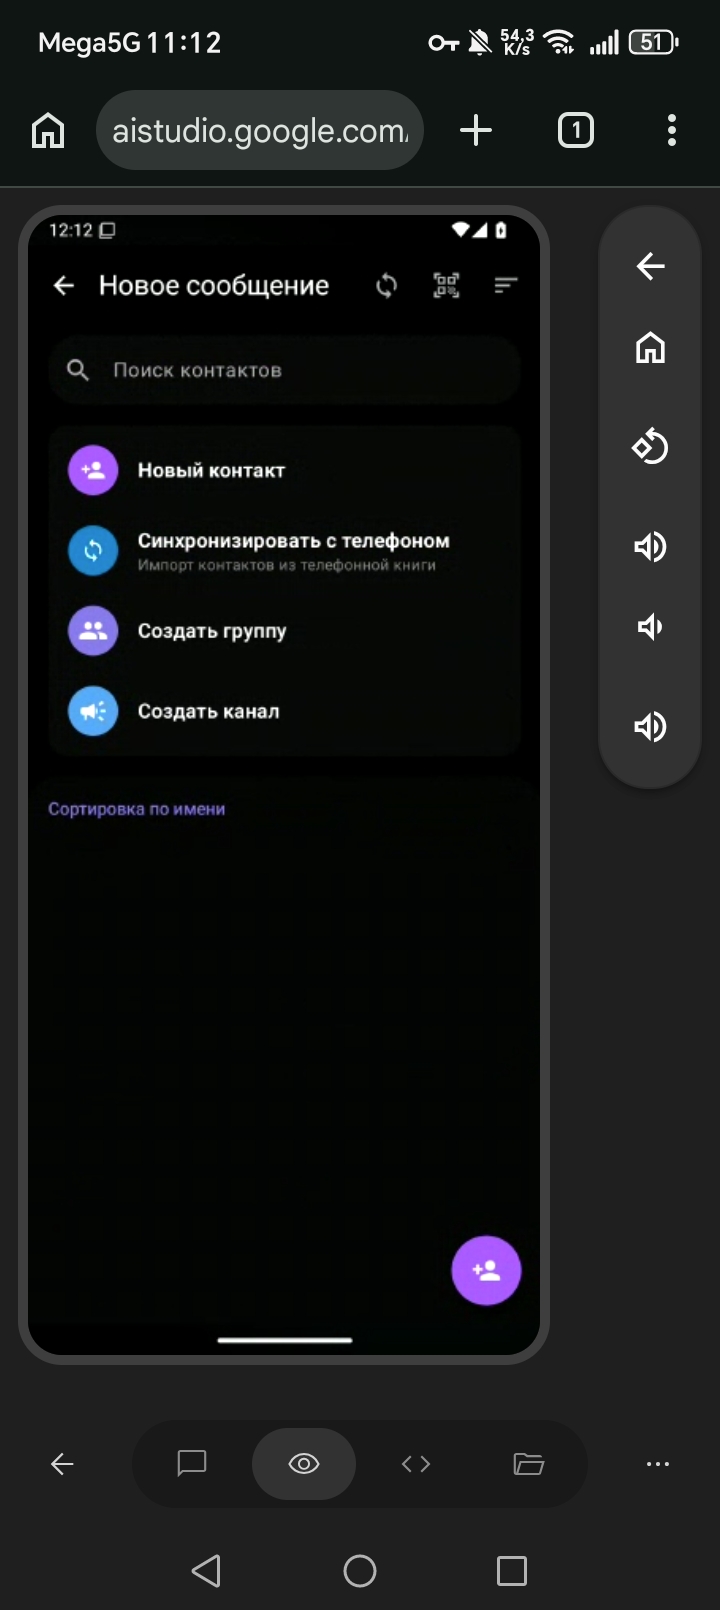 Mega5G 11:12
54,3
K/s
51
aistudio.google.com/
1
12:12
Новое сообщение
Поиск контактов
Новый контакт
Синхронизировать с телефоном
Импорт контактов из телефонной книги
Создать группу
Создать канал
Сортировка по имени